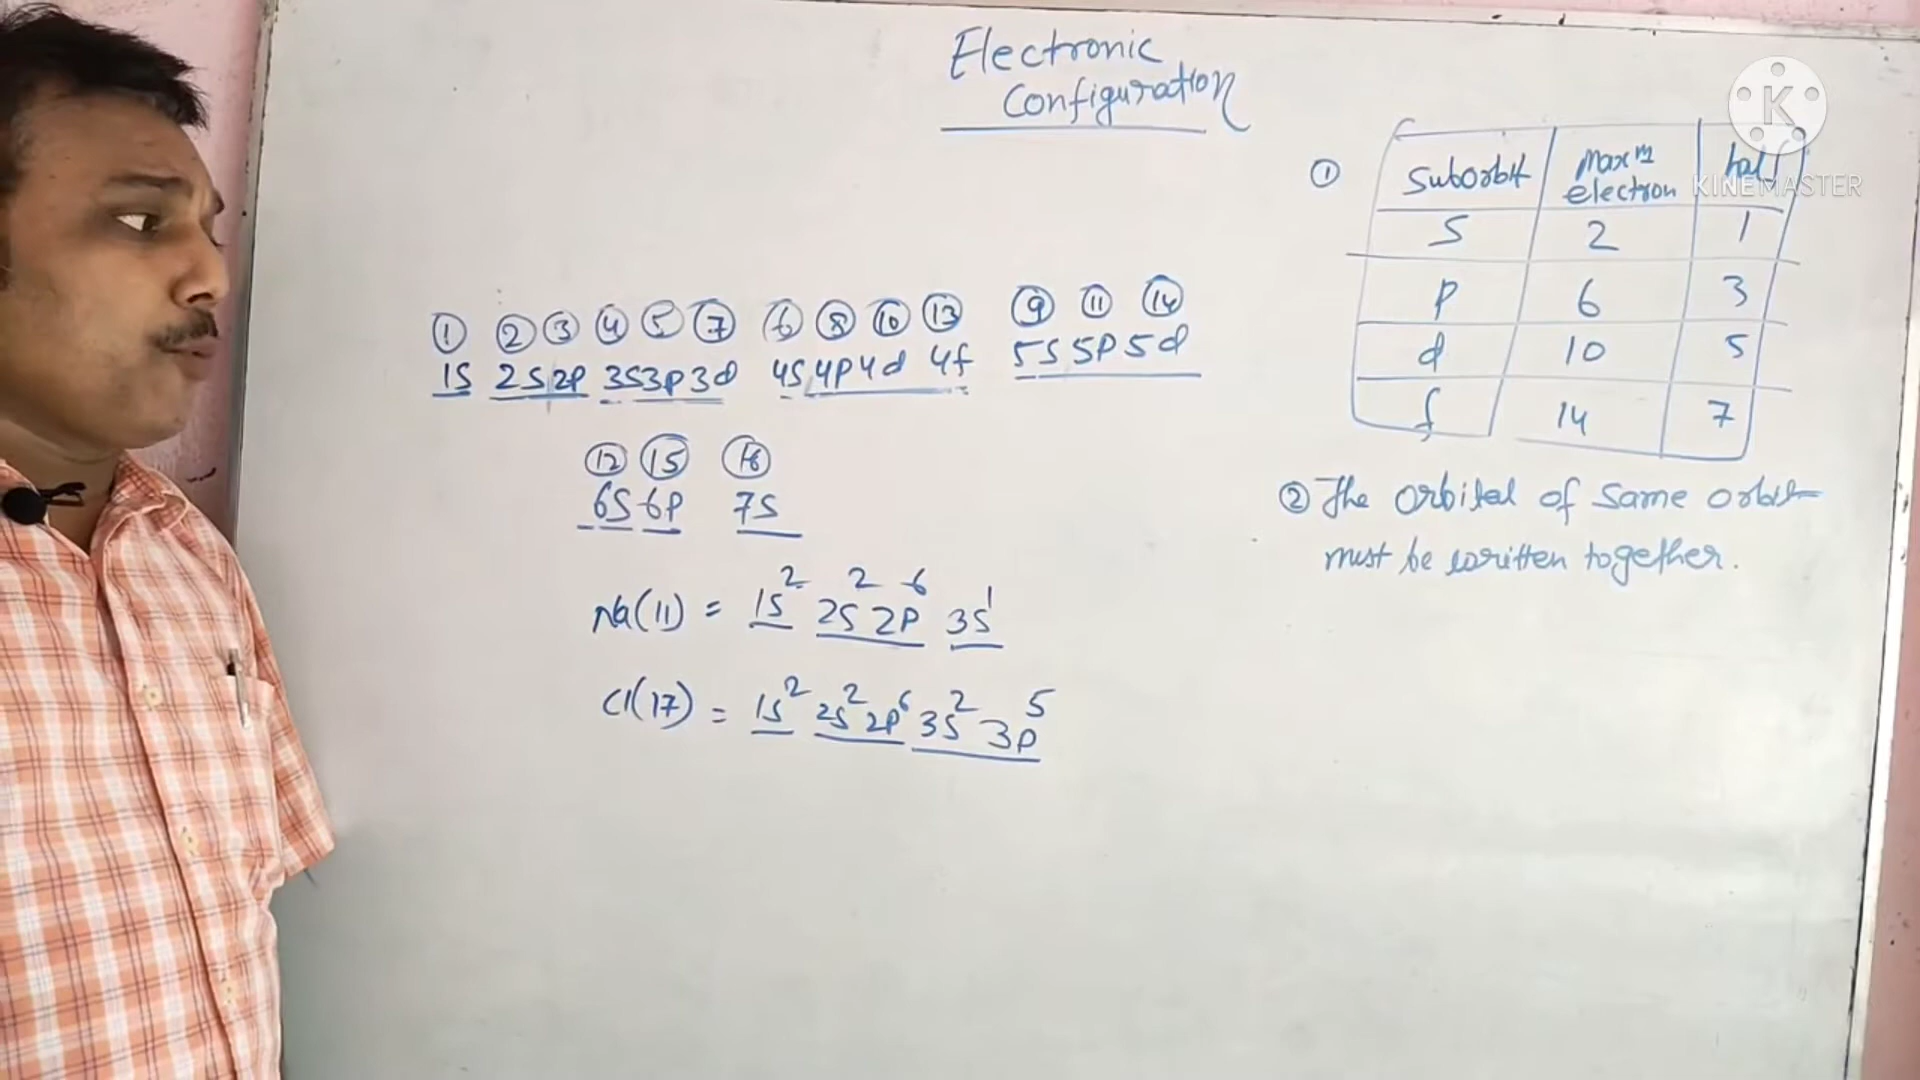 Electronic
Configuration
① Suborbit Maxm electron half
S 2 1
P 6 3
d 10 5
f 14 7
② The orbital of same orbit
must be written together.
① ② ③ ④ ⑤ ⑦ ⑥ ⑧ ⑩ ⑬ ⑨ ⑪ ⑭
1S 2S 2P 3S 3P 3d 4S 4P 4d 4f 5S 5P 5d
⑫ ⑮ ⑯
6S 6P 7S
Na(11) = 1S² 2S² 2P⁶ 3S¹
Cl(17) = 1S² 2S² 2P⁶ 3S² 3P⁵
K
KINEMASTER